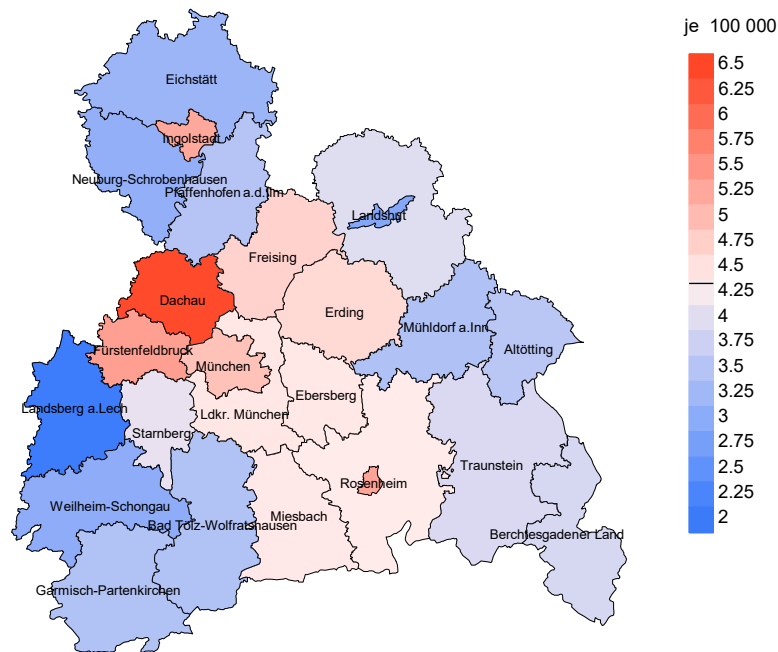 je 100 000
6.5
6.25
6
5.75
5.5
5.25
5
4.75
4.5
4.25
4
3.75
3.5
3.25
3
2.75
2.5
2.25
2
Eichstätt
Ingolstadt
Neuburg-Schrobenhausen
Pfaffenhofen a.d.Ilm
Landshut
Freising
Dachau
Erding
Mühldorf a.Inn
Altötting
Fürstenfeldbruck
München
Ebersberg
Landsberg a.Lech
Ldkr. München
Starnberg
Traunstein
Rosenheim
Weilheim-Schongau
Miesbach
Bad Tölz-Wolfratshausen
Berchtesgadener Land
Garmisch-Partenkirchen